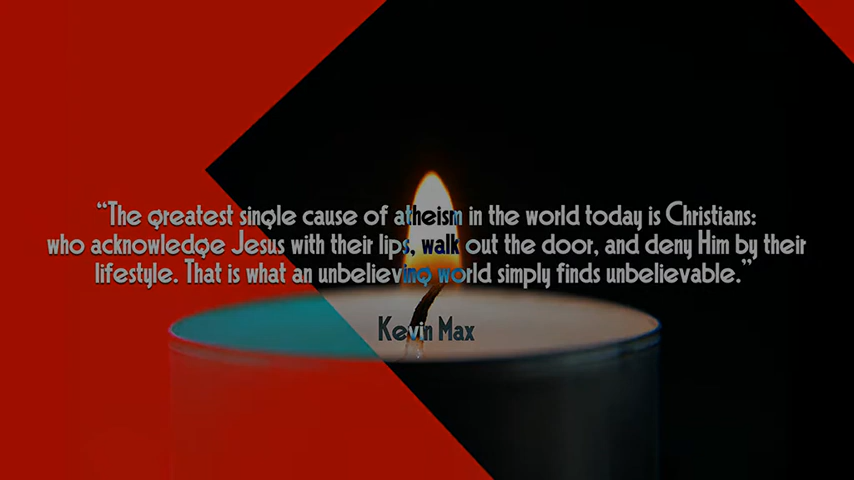 “The greatest single cause of atheism in the world today is Christians:
who acknowledge Jesus with their lips, walk out the door, and deny Him by their
lifestyle. That is what an unbelieving world simply finds unbelievable.”
Kevin Max